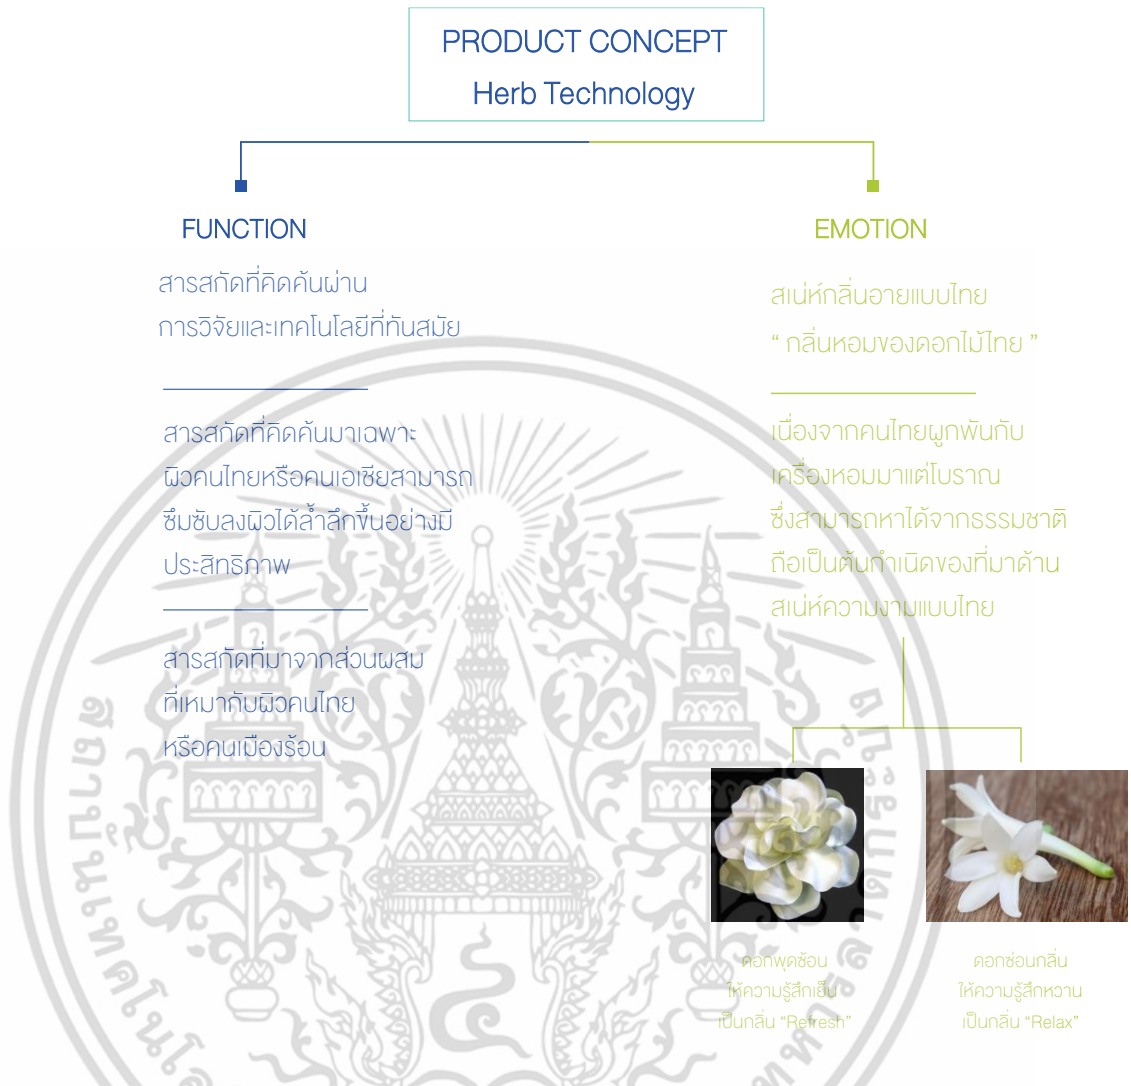 PRODUCT CONCEPT
Herb Technology
FUNCTION
สารสกัดที่คิดค้นผ่าน
การวิจัยและเทคโนโลยีที่ทันสมัย
สารสกัดที่คิดค้นมาเฉพาะ
ผิวคนไทยหรือคนเอเชียสามารถ
ซึมซับลงผิวได้ล้ำลึกขึ้นอย่างมี
ประสิทธิภาพ
สารสกัดที่มาจากส่วนผสม
ที่เหมากับผิวคนไทย
หรือคนเมืองร้อน
EMOTION
สเน่ห์กลิ่นอายแบบไทย
“ กลิ่นหอมของดอกไม้ไทย ”
เนื่องจากคนไทยผูกพันกับ
เครื่องหอมมาแต่โบราณ
ซึ่งสามารถหาได้จากธรรมชาติ
ถือเป็นต้นกำเนิดของที่มาด้าน
สเน่ห์ความงามแบบไทย
ดอกพุดซ้อน
ให้ความรู้สึกเย็น
เป็นกลิ่น “Refresh”
ดอกซ่อนกลิ่น
ให้ความรู้สึกหวาน
เป็นกลิ่น “Relax”